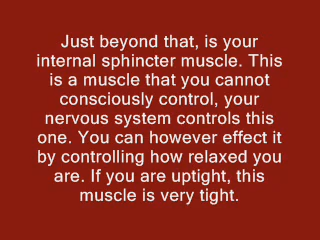 Just beyond that, is your
internal sphincter muscle. This
is a muscle that you cannot
consciously control, your
nervous system controls this
one. You can however effect it
by controlling how relaxed you
are. If you are uptight, this
muscle is very tight.